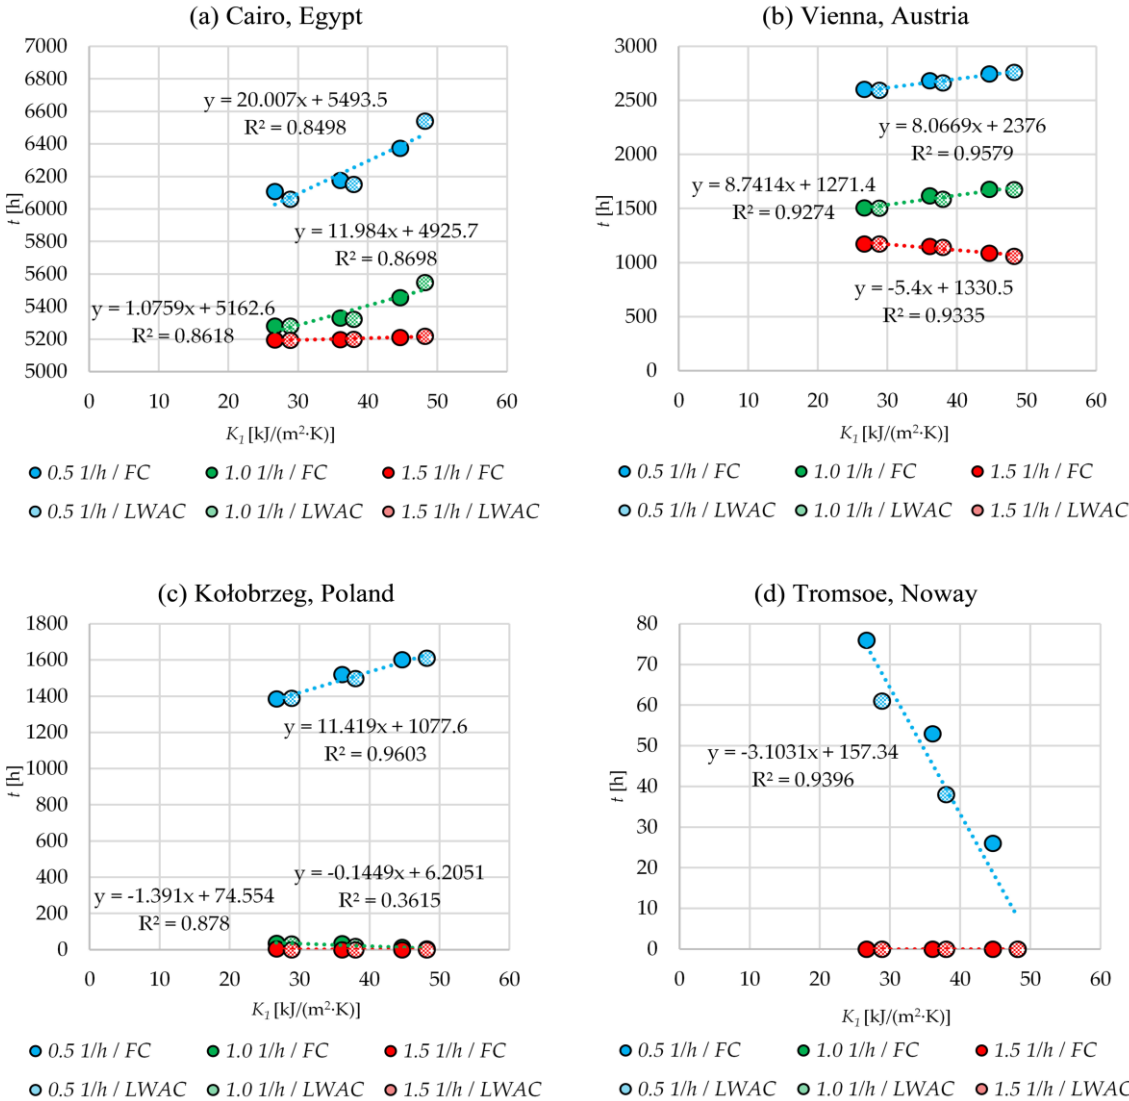 (a) Cairo, Egypt
7000
6800
6600
6400
6200
6000
5800
5600
5400
5200
5000
t [h]
y = 20.007x + 5493.5
R² = 0.8498
y = 11.984x + 4925.7
R² = 0.8698
y = 1.0759x + 5162.6
R² = 0.8618
0 10 20 30 40 50 60
K₁ [kJ/(m²·K)]
0.5 1/h / FC 1.0 1/h / FC 1.5 1/h / FC
0.5 1/h / LWAC 1.0 1/h / LWAC 1.5 1/h / LWAC
(b) Vienna, Austria
3000
2500
2000
1500
1000
500
0
t [h]
y = 8.0669x + 2376
R² = 0.9579
y = 8.7414x + 1271.4
R² = 0.9274
y = -5.4x + 1330.5
R² = 0.9335
0 10 20 30 40 50 60
K₁ [kJ/(m²·K)]
0.5 1/h / FC 1.0 1/h / FC 1.5 1/h / FC
0.5 1/h / LWAC 1.0 1/h / LWAC 1.5 1/h / LWAC
(c) Kołobrzeg, Poland
1800
1600
1400
1200
1000
800
600
400
200
0
t [h]
y = 11.419x + 1077.6
R² = 0.9603
y = -0.1449x + 6.2051
R² = 0.3615
y = -1.391x + 74.554
R² = 0.878
0 10 20 30 40 50 60
K₁ [kJ/(m²·K)]
0.5 1/h / FC 1.0 1/h / FC 1.5 1/h / FC
0.5 1/h / LWAC 1.0 1/h / LWAC 1.5 1/h / LWAC
(d) Tromsoe, Noway
80
70
60
50
40
30
20
10
0
t [h]
y = -3.1031x + 157.34
R² = 0.9396
0 10 20 30 40 50 60
K₁ [kJ/(m²·K)]
0.5 1/h / FC 1.0 1/h / FC 1.5 1/h / FC
0.5 1/h / LWAC 1.0 1/h / LWAC 1.5 1/h / LWAC